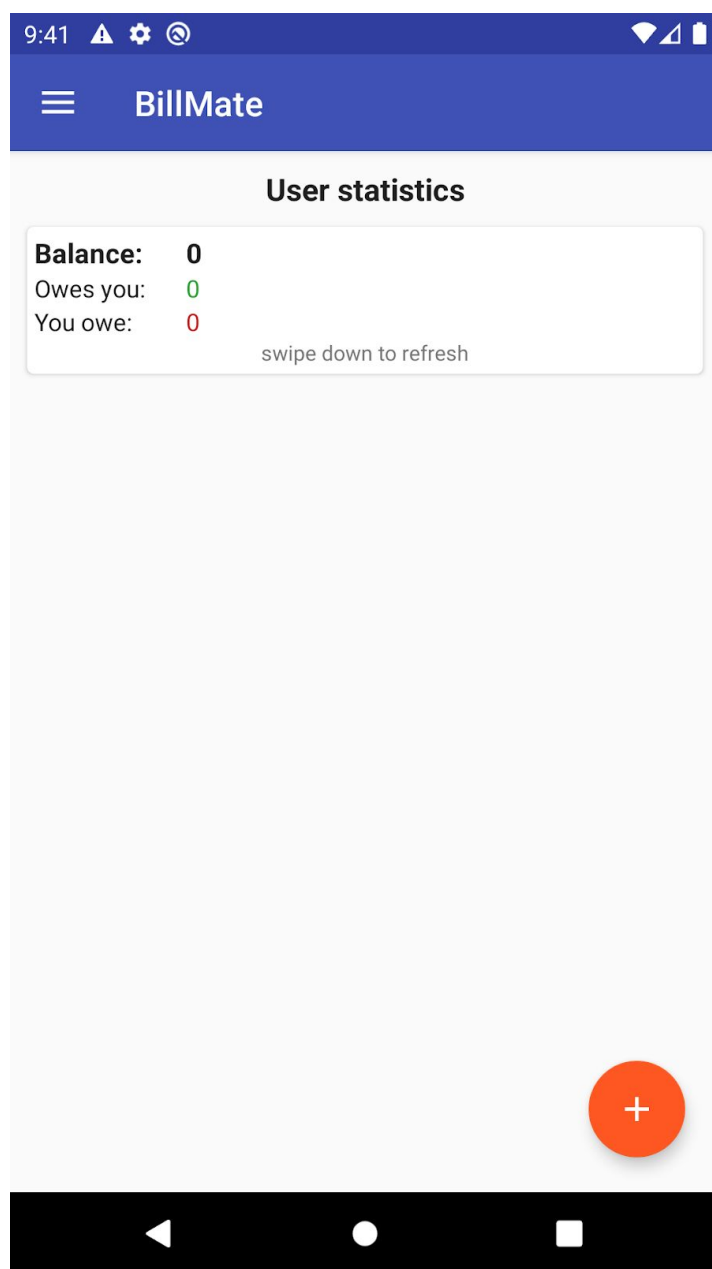 9:41
BillMate
User statistics
Balance: 0
Owes you: 0
You owe: 0
swipe down to refresh